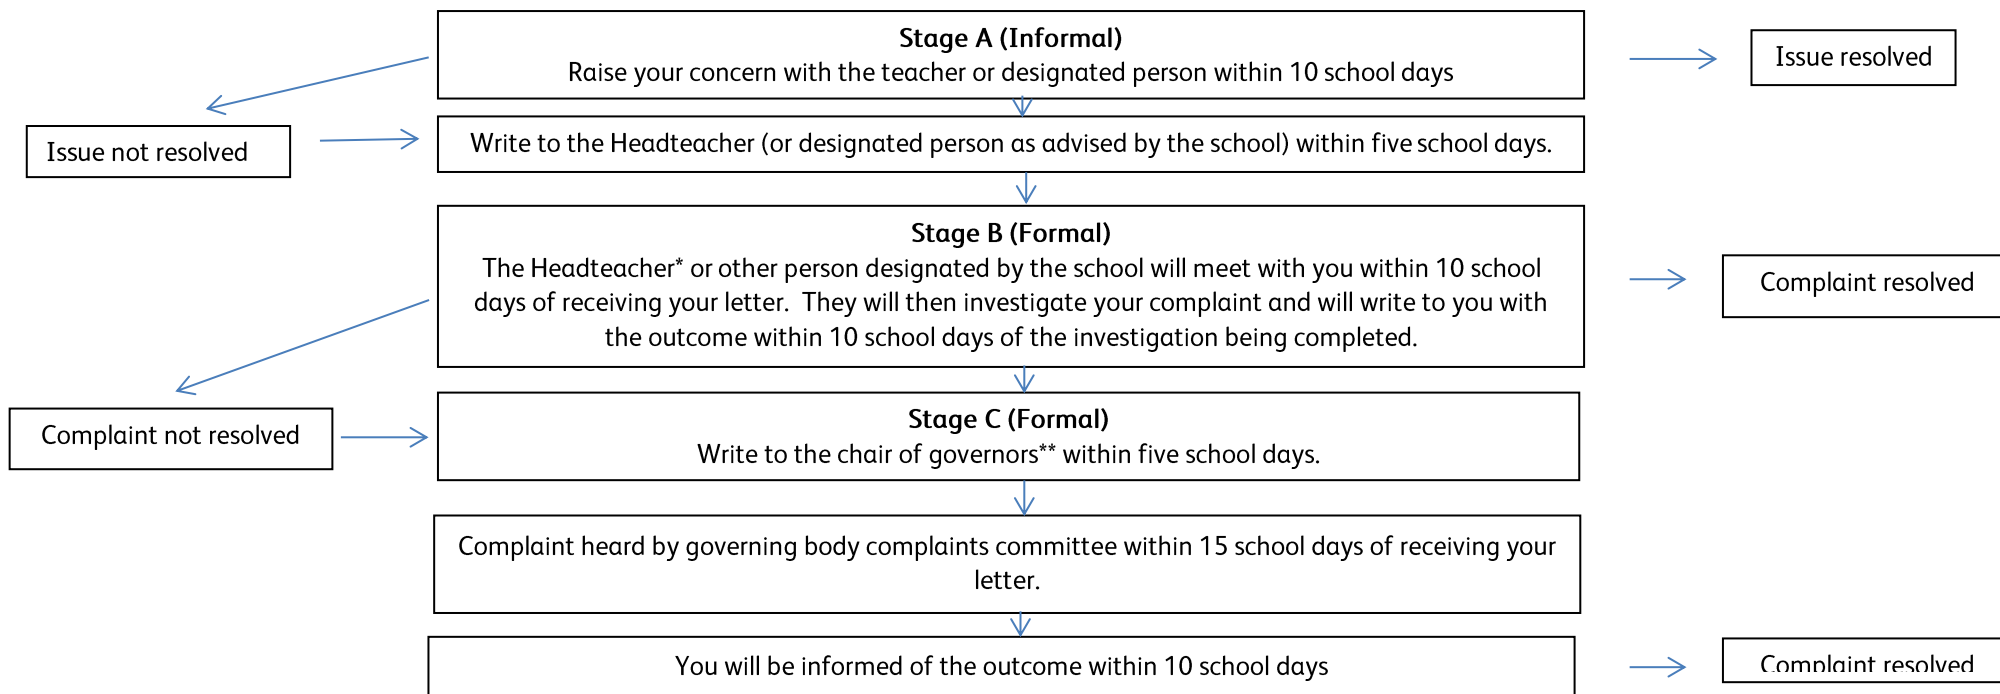 Stage A (Informal)
Raise your concern with the teacher or designated person within 10 school days
Issue resolved
Issue not resolved
Write to the Headteacher (or designated person as advised by the school) within five school days.
Stage B (Formal)
The Headteacher* or other person designated by the school will meet with you within 10 school
days of receiving your letter.  They will then investigate your complaint and will write to you with
the outcome within 10 school days of the investigation being completed.
Complaint resolved
Complaint not resolved
Stage C (Formal)
Write to the chair of governors** within five school days.
Complaint heard by governing body complaints committee within 15 school days of receiving your
letter.
You will be informed of the outcome within 10 school days
Complaint resolved